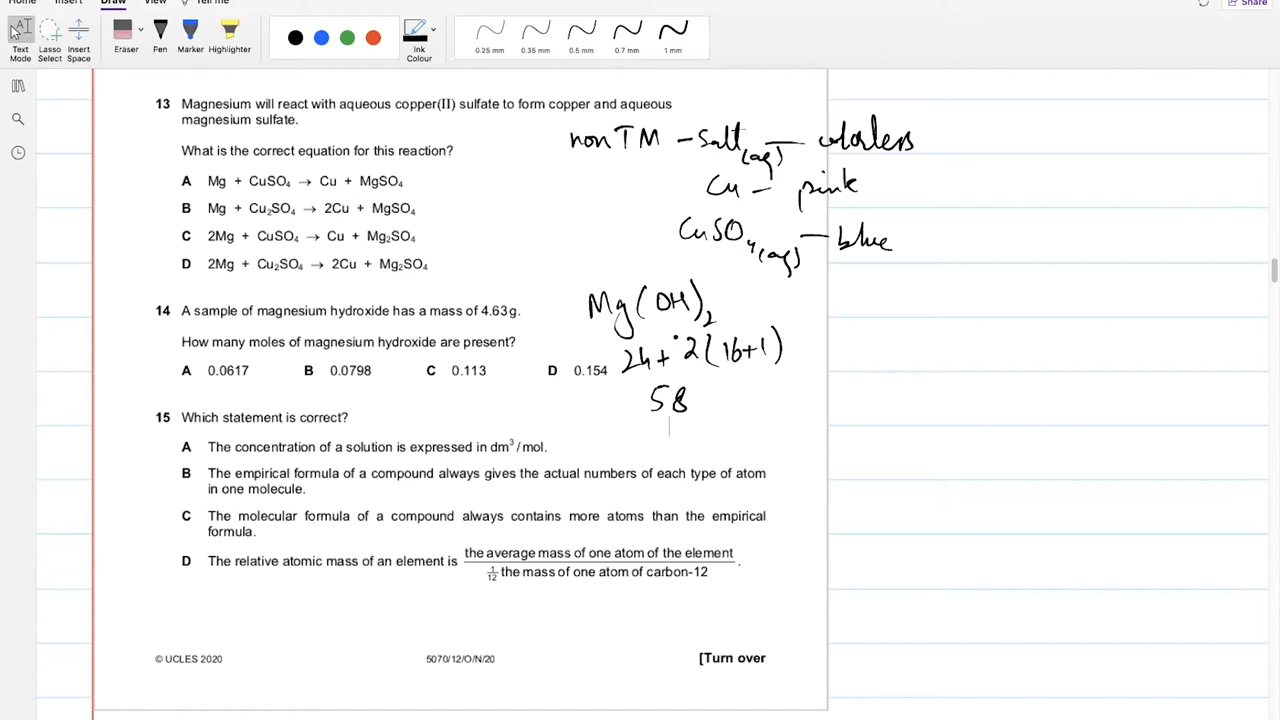 Home Insert Draw View Tell me Share
Text Mode
Lasso Select
Insert Space
Eraser
Pen
Marker
Highlighter
Ink Colour
0.25 mm 0.35 mm 0.5 mm 0.7 mm 1 mm
13 Magnesium will react with aqueous copper(II) sulfate to form copper and aqueous
magnesium sulfate.
nonTM – salt(aq) — colorless
What is the correct equation for this reaction?
A Mg + CuSO₄ → Cu + MgSO₄
Cu – pink
B Mg + Cu₂SO₄ → 2Cu + MgSO₄
C 2Mg + CuSO₄ → Cu + Mg₂SO₄
CuSO₄(aq) — blue
D 2Mg + Cu₂SO₄ → 2Cu + Mg₂SO₄
14 A sample of magnesium hydroxide has a mass of 4.63 g.
Mg(OH)₂
How many moles of magnesium hydroxide are present?
24 + 2(16+1)
A 0.0617 B 0.0798 C 0.113 D 0.154
58
15 Which statement is correct?
A The concentration of a solution is expressed in dm³/mol.
B The empirical formula of a compound always gives the actual numbers of each type of atom
in one molecule.
C The molecular formula of a compound always contains more atoms than the empirical
formula.
D The relative atomic mass of an element is the average mass of one atom of the element / 1/12 the mass of one atom of carbon-12 .
© UCLES 2020 5070/12/O/N/20 [Turn over